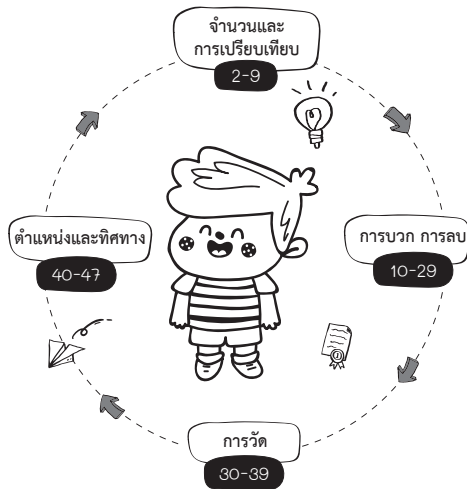 จำนวนและ
การเปรียบเทียบ
2-9
การบวก การลบ
10-29
การวัด
30-39
ตำแหน่งและทิศทาง
40-47